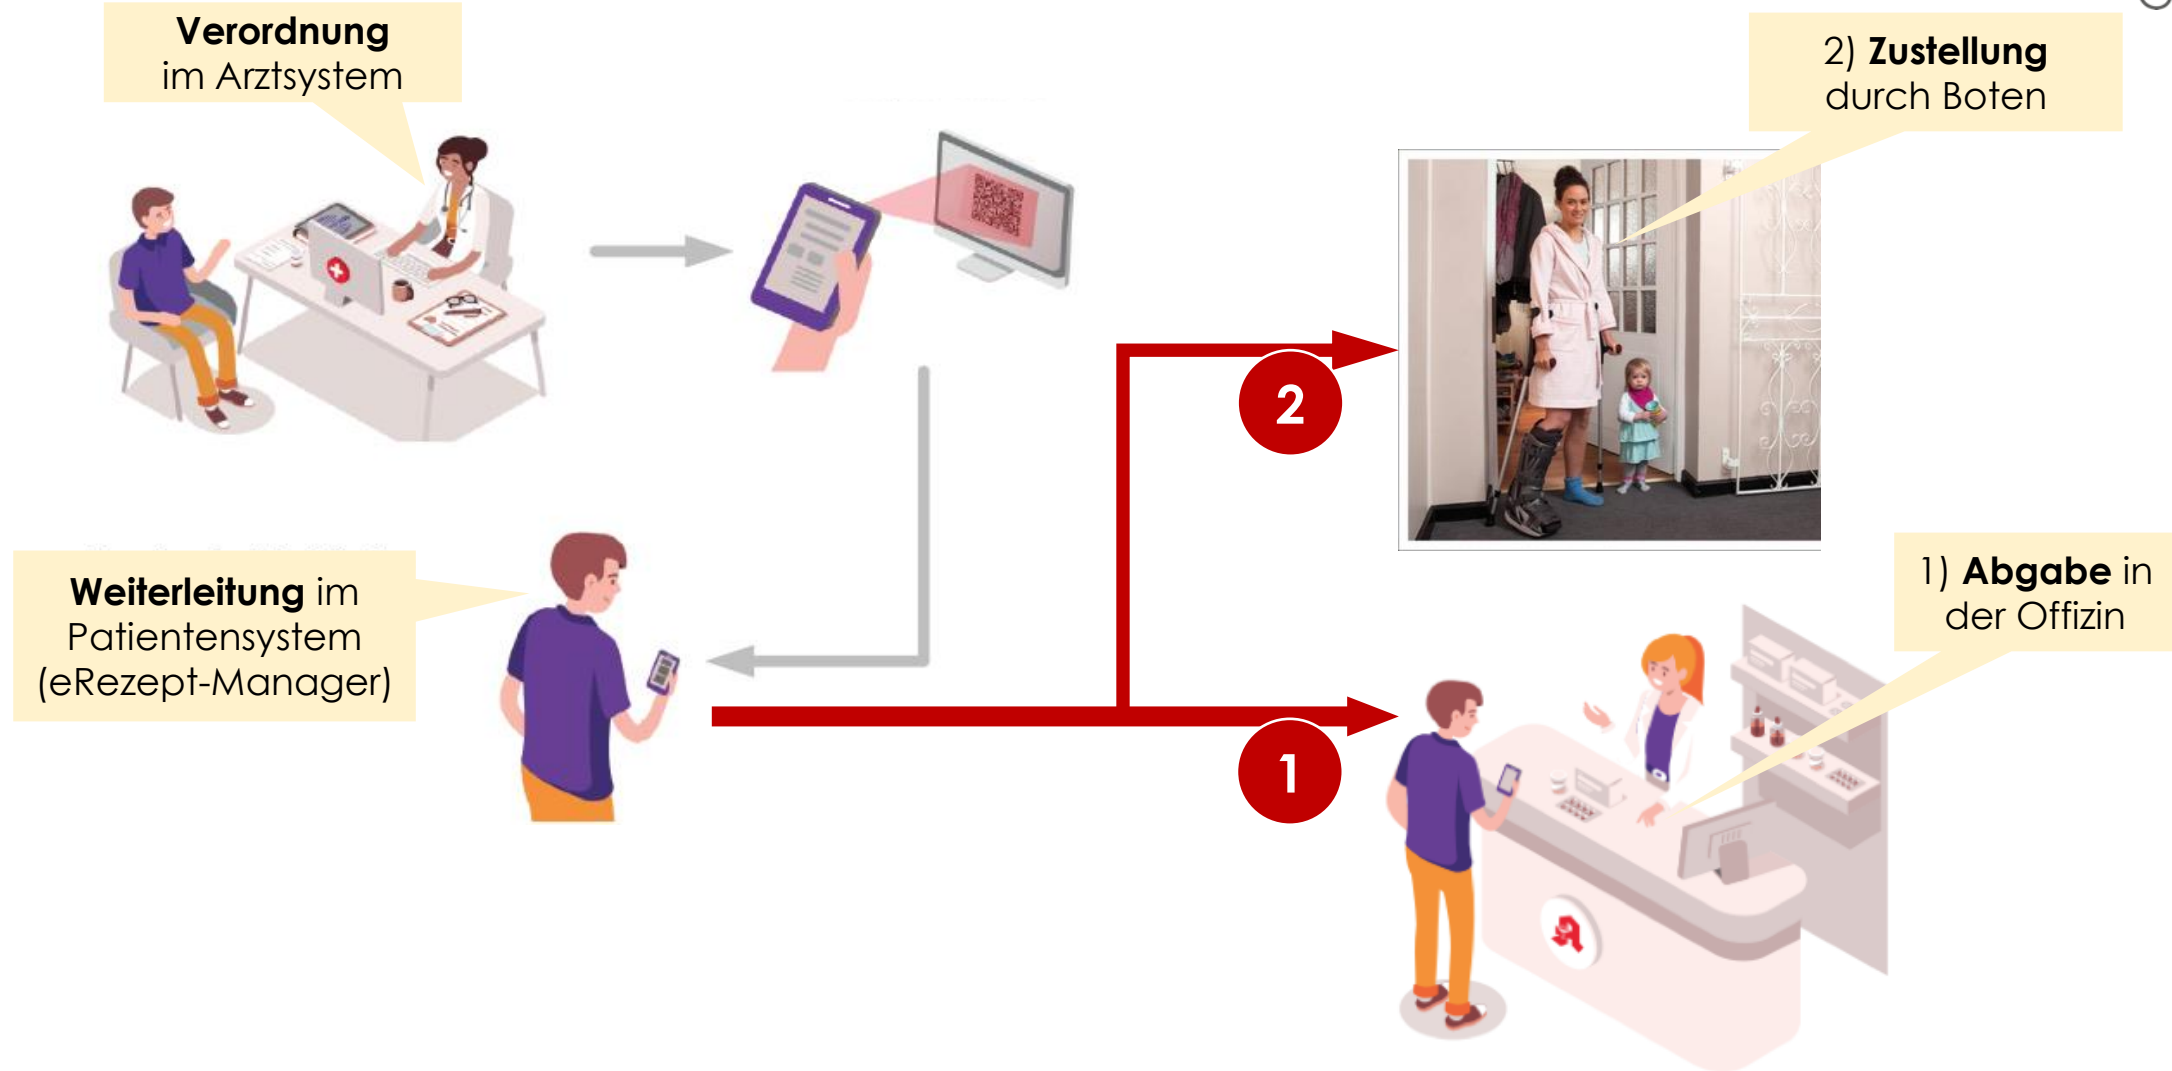 Verordnung
im Arztsystem
2) Zustellung
durch Boten
2
Weiterleitung im
Patientensystem
(eRezept-Manager)
1) Abgabe in
der Offizin
1